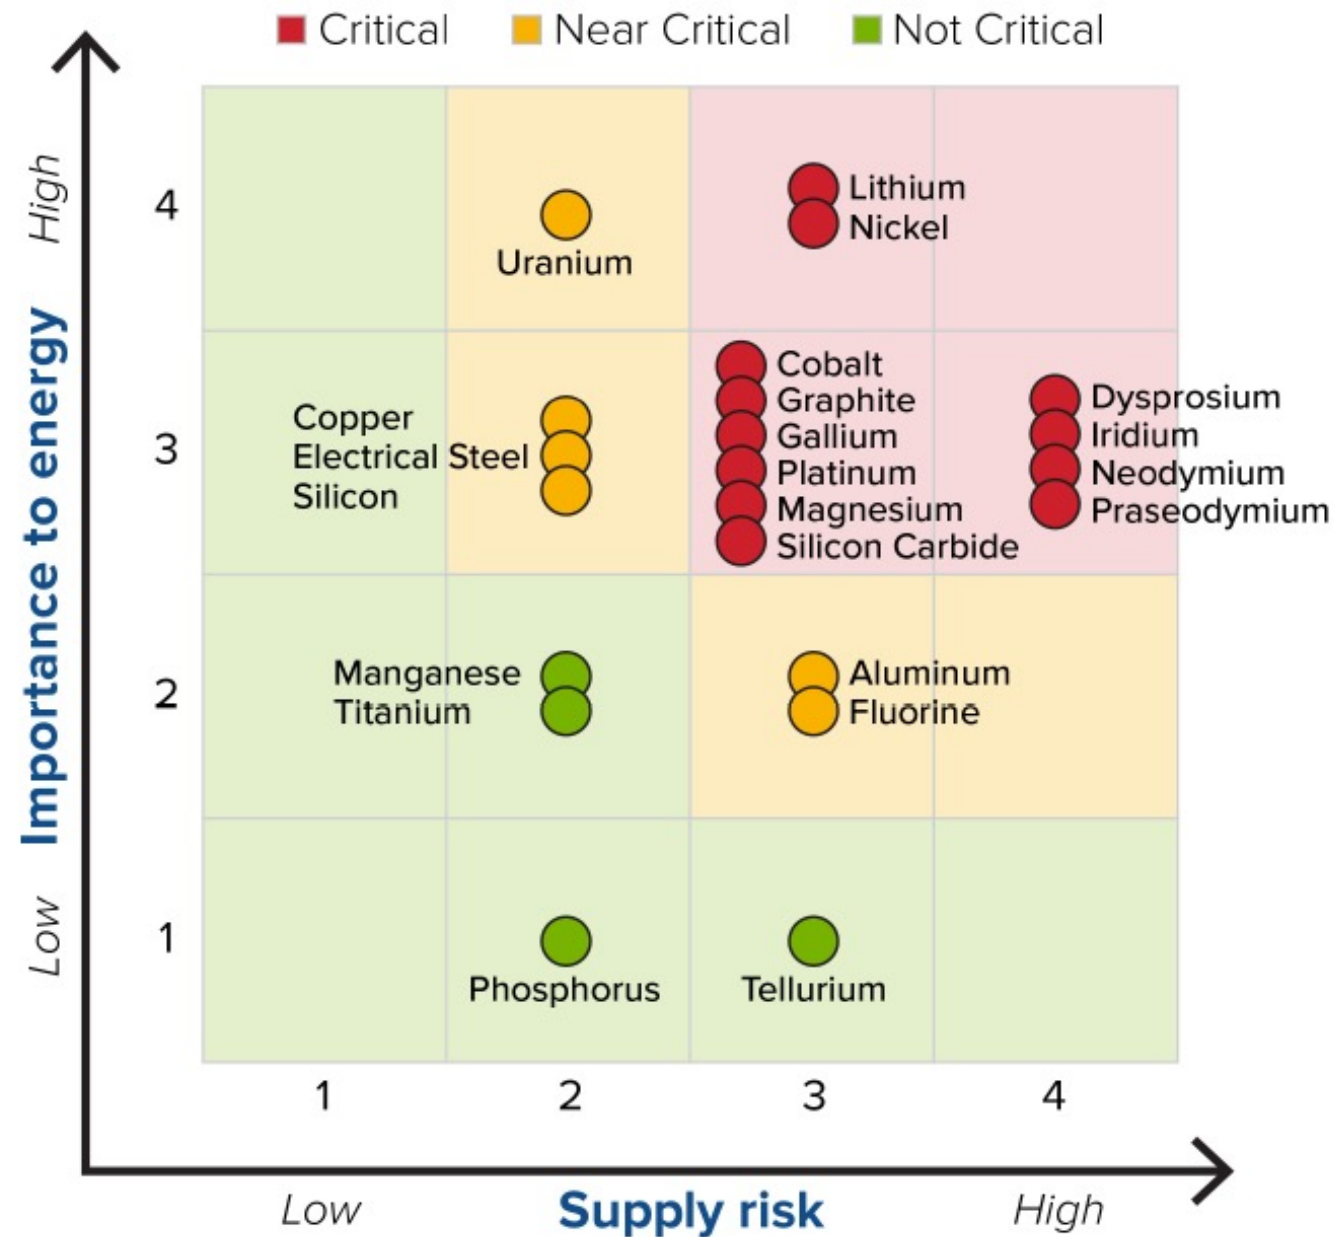 Critical Near Critical Not Critical
High
Importance to energy
Low
4
Uranium
Lithium
Nickel
3
Copper
Electrical Steel
Silicon
Cobalt
Graphite
Gallium
Platinum
Magnesium
Silicon Carbide
Dysprosium
Iridium
Neodymium
Praseodymium
2
Manganese
Titanium
Aluminum
Fluorine
1
Phosphorus
Tellurium
1 2 3 4
Low Supply risk High